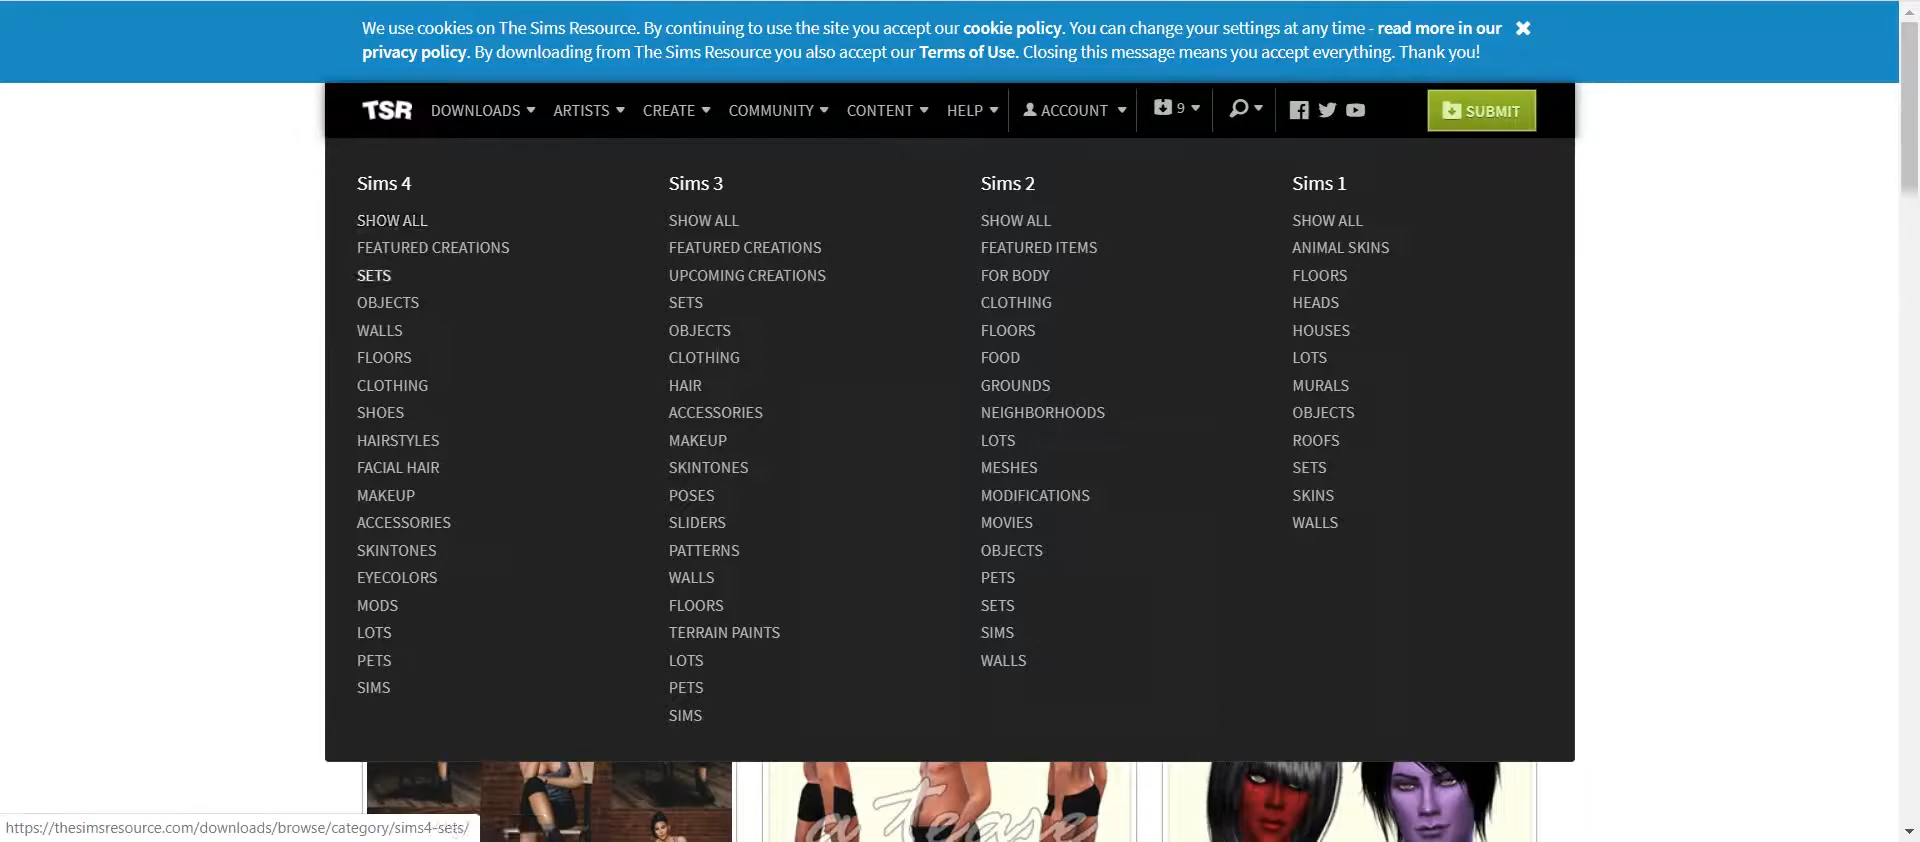 We use cookies on The Sims Resource. By continuing to use the site you accept our cookie policy. You can change your settings at any time - read more in our
privacy policy. By downloading from The Sims Resource you also accept our Terms of Use. Closing this message means you accept everything. Thank you!
TSR DOWNLOADS ARTISTS CREATE COMMUNITY CONTENT HELP ACCOUNT 9 SUBMIT
Sims 4
SHOW ALL
FEATURED CREATIONS
SETS
OBJECTS
WALLS
FLOORS
CLOTHING
SHOES
HAIRSTYLES
FACIAL HAIR
MAKEUP
ACCESSORIES
SKINTONES
EYECOLORS
MODS
LOTS
PETS
SIMS
Sims 3
SHOW ALL
FEATURED CREATIONS
UPCOMING CREATIONS
SETS
OBJECTS
CLOTHING
HAIR
ACCESSORIES
MAKEUP
SKINTONES
POSES
SLIDERS
PATTERNS
WALLS
FLOORS
TERRAIN PAINTS
LOTS
PETS
SIMS
Sims 2
SHOW ALL
FEATURED ITEMS
FOR BODY
CLOTHING
FLOORS
FOOD
GROUNDS
NEIGHBORHOODS
LOTS
MESHES
MODIFICATIONS
MOVIES
OBJECTS
PETS
SETS
SIMS
WALLS
Sims 1
SHOW ALL
ANIMAL SKINS
FLOORS
HEADS
HOUSES
LOTS
MURALS
OBJECTS
ROOFS
SETS
SKINS
WALLS
a tease
https://thesimsresource.com/downloads/browse/category/sims4-sets/